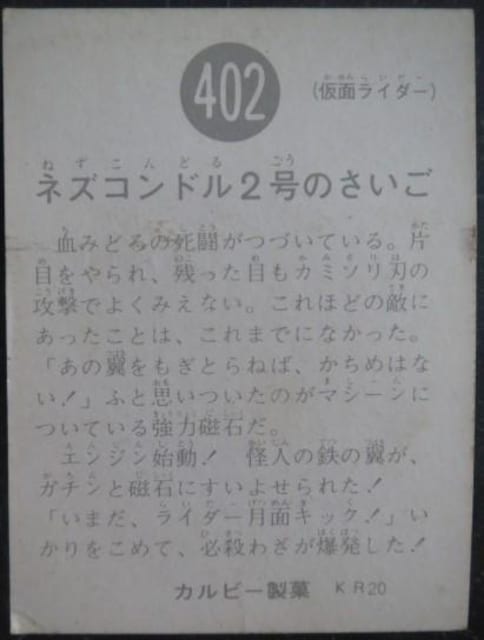 402
(仮面ライダー)
ネズコンドル2号のさいご
血みどろの死闘がつづいている。片
目をやられ、残った目もカミソリ刃の
攻撃でよくみえない。これほどの敵に
あったことは、これまでになかった。
「あの翼をもぎとらねば、かちめはな
い!」ふと思いついたのがマシーンに
ついている強力磁石だ。
エンジン始動! 怪人の鉄の翼が、
ガチンと磁石にすいよせられた!
「いまだ、ライダー月面キック!」い
かりをこめて、必殺わざが爆発した!
カルビー製菓 KR20